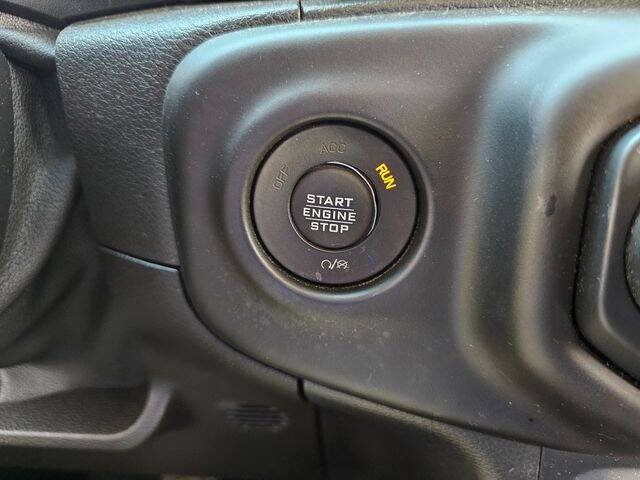 OFF ACC RUN
START
ENGINE
STOP